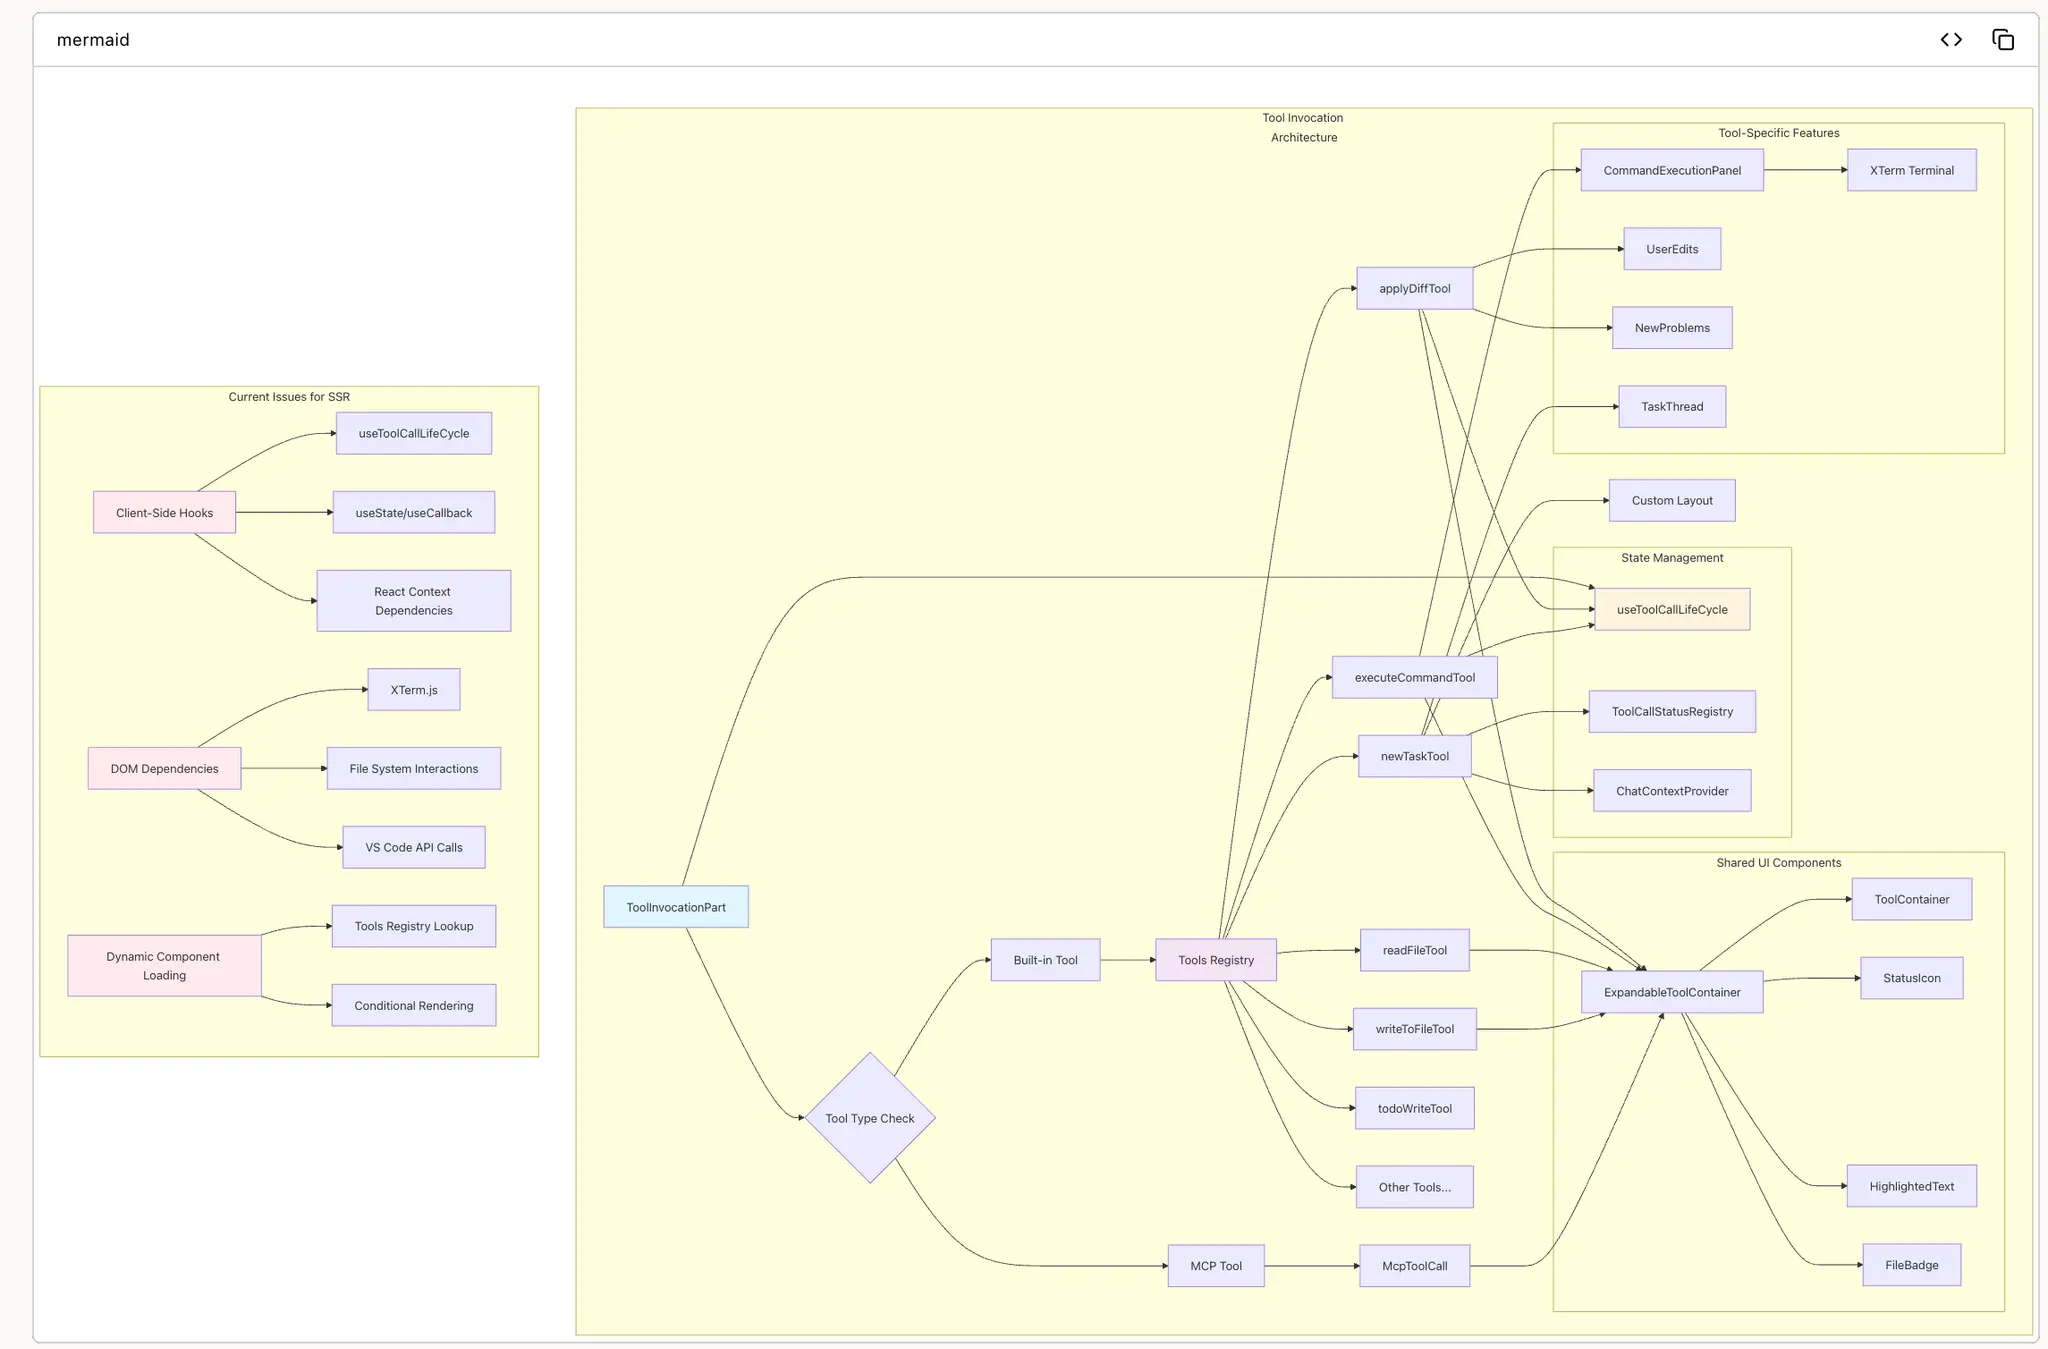 mermaid
Current Issues for SSR
useToolCallLifeCycle
Client-Side Hooks
useState/useCallback
React Context
Dependencies
XTerm.js
DOM Dependencies
File System Interactions
VS Code API Calls
Tools Registry Lookup
Dynamic Component
Loading
Conditional Rendering
Tool Invocation
Architecture
ToolInvocationPart
Tool Type Check
Built-in Tool
Tools Registry
MCP Tool
applyDiffTool
executeCommandTool
newTaskTool
readFileTool
writeToFileTool
todoWriteTool
Other Tools...
McpToolCall
Tool-Specific Features
CommandExecutionPanel
XTerm Terminal
UserEdits
NewProblems
TaskThread
Custom Layout
State Management
useToolCallLifeCycle
ToolCallStatusRegistry
ChatContextProvider
Shared UI Components
ToolContainer
StatusIcon
ExpandableToolContainer
HighlightedText
FileBadge